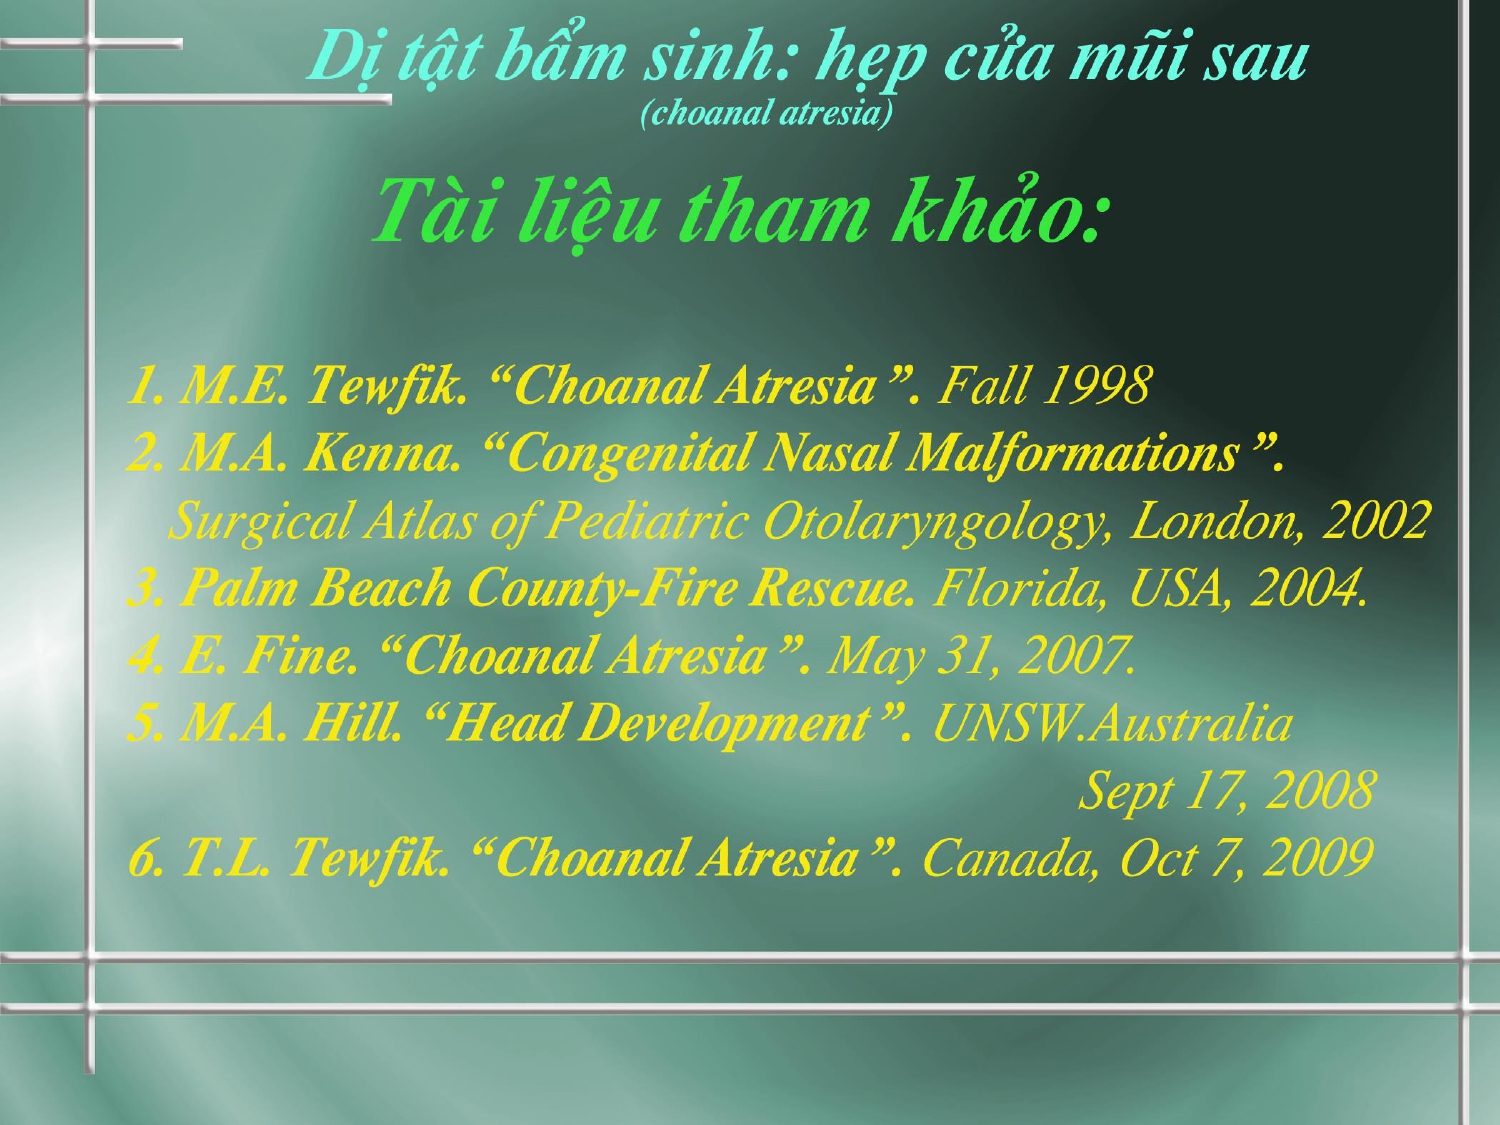 Dị tật bẩm sinh: hẹp cửa mũi sau
(choanal atresia)
Tài liệu tham khảo:
1. M.E. Tewfik. “Choanal Atresia”. Fall 1998
2. M.A. Kenna. “Congenital Nasal Malformations”.
Surgical Atlas of Pediatric Otolaryngology, London, 2002
3. Palm Beach County-Fire Rescue. Florida, USA, 2004.
4. E. Fine. “Choanal Atresia”. May 31, 2007.
5. M.A. Hill. “Head Development”. UNSW.Australia
Sept 17, 2008
6. T.L. Tewfik. “Choanal Atresia”. Canada, Oct 7, 2009